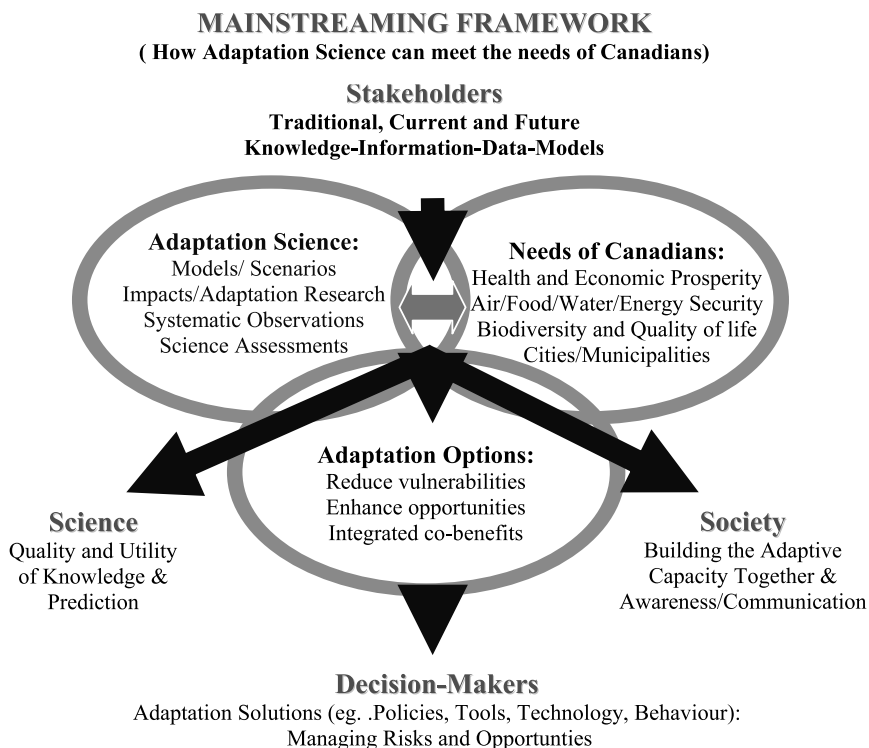 MAINSTREAMING FRAMEWORK
( How Adaptation Science can meet the needs of Canadians)
Stakeholders
Traditional, Current and Future
Knowledge-Information-Data-Models
Adaptation Science:
Models/ Scenarios
Impacts/Adaptation Research
Systematic Observations
Science Assessments
Needs of Canadians:
Health and Economic Prosperity
Air/Food/Water/Energy Security
Biodiversity and Quality of life
Cities/Municipalities
Adaptation Options:
Reduce vulnerabilities
Enhance opportunities
Integrated co-benefits
Science
Quality and Utility
of Knowledge &
Prediction
Society
Building the Adaptive
Capacity Together &
Awareness/Communication
Decision-Makers
Adaptation Solutions (eg. .Policies, Tools, Technology, Behaviour):
Managing Risks and Opportunties